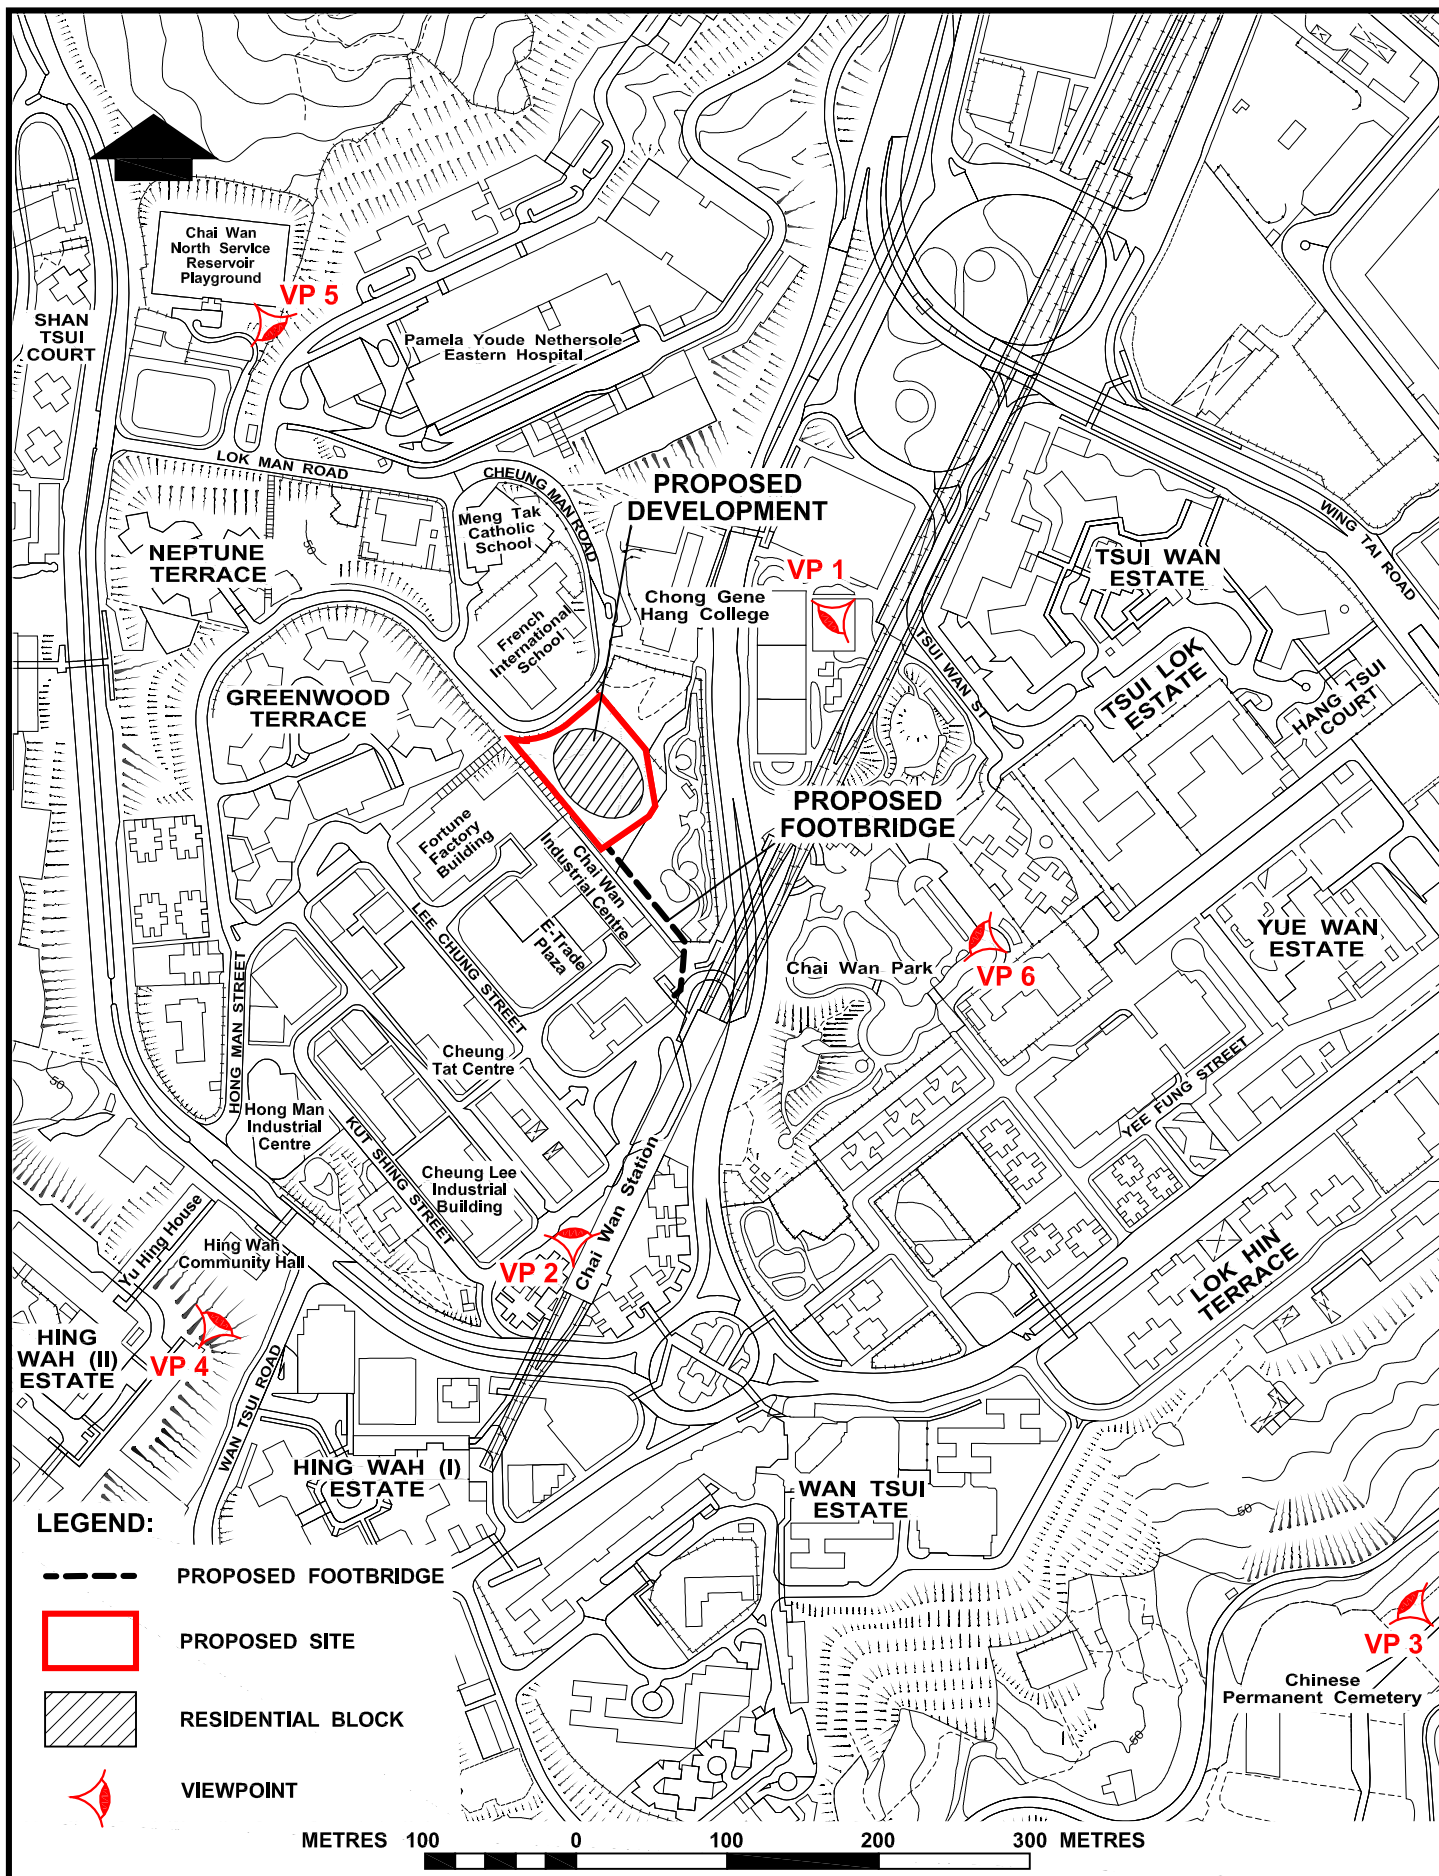 Chai Wan
North Service
Reservoir
Playground
VP 5
SHAN
TSUI
COURT
Pamela Youde Nethersole
Eastern Hospital
LOK MAN ROAD
CHEUNG MAN ROAD
PROPOSED
DEVELOPMENT
Meng Tak
Catholic
School
WING TAI ROAD
NEPTUNE
TERRACE
50
TSUI WAN
ESTATE
VP 1
Chong Gene
Hang College
French
International
School
TSUI WAN ST
TSUI LOK
ESTATE
HANG TSUI
COURT
GREENWOOD
TERRACE
PROPOSED
FOOTBRIDGE
Fortune
Factory
Building
Chai Wan
Industrial Centre
LEE CHUNG STREET
E-Trade
Plaza
YUE WAN
ESTATE
Chai Wan Park
VP 6
HONG MAN STREET
Cheung
Tat Centre
50
YEE FUNG STREET
Hong Man
Industrial
Centre
KUT SHING STREET
Cheung Lee
Industrial
Building
Chai Wan Station
Yu Hing House
Hing Wah
Community Hall
VP 2
LOK HIN
TERRACE
HING
WAH (II)
ESTATE
VP 4
WAN TSUI ROAD
HING WAH (I)
ESTATE
WAN TSUI
ESTATE
50
LEGEND:
PROPOSED FOOTBRIDGE
PROPOSED SITE
VP 3
Chinese
Permanent Cemetery
RESIDENTIAL BLOCK
50
VIEWPOINT
METRES 100 0 100 200 300 METRES